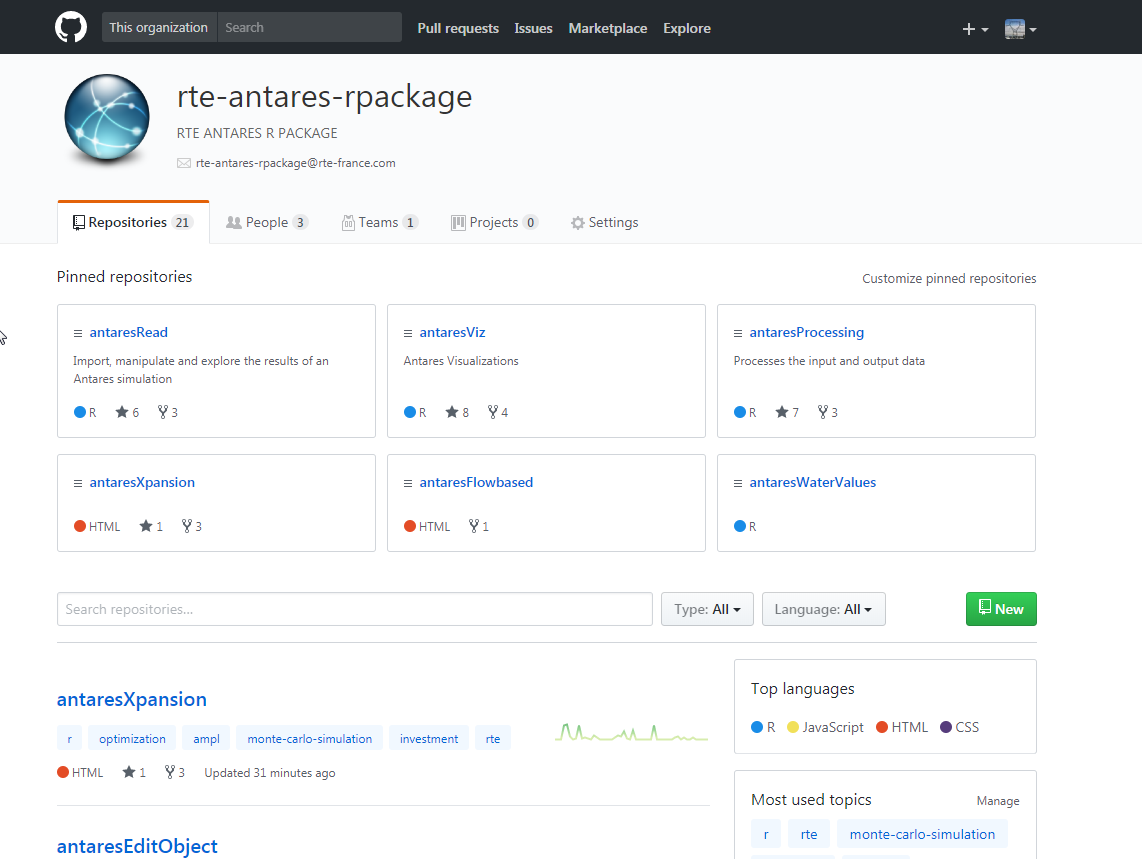 This organization Search Pull requests Issues Marketplace Explore
rte-antares-rpackage
RTE ANTARES R PACKAGE
rte-antares-rpackage@rte-france.com
Repositories 21 People 3 Teams 1 Projects 0 Settings
Pinned repositories Customize pinned repositories
antaresRead
Import, manipulate and explore the results of an
Antares simulation
R 6 3
antaresViz
Antares Visualizations
R 8 4
antaresProcessing
Processes the input and output data
R 7 3
antaresXpansion
HTML 1 3
antaresFlowbased
HTML 1
antaresWaterValues
R
Search repositories... Type: All Language: All New
antaresXpansion
r optimization ampl monte-carlo-simulation investment rte
HTML 1 3 Updated 31 minutes ago
antaresEditObject
Top languages
R JavaScript HTML CSS
Most used topics Manage
r rte monte-carlo-simulation